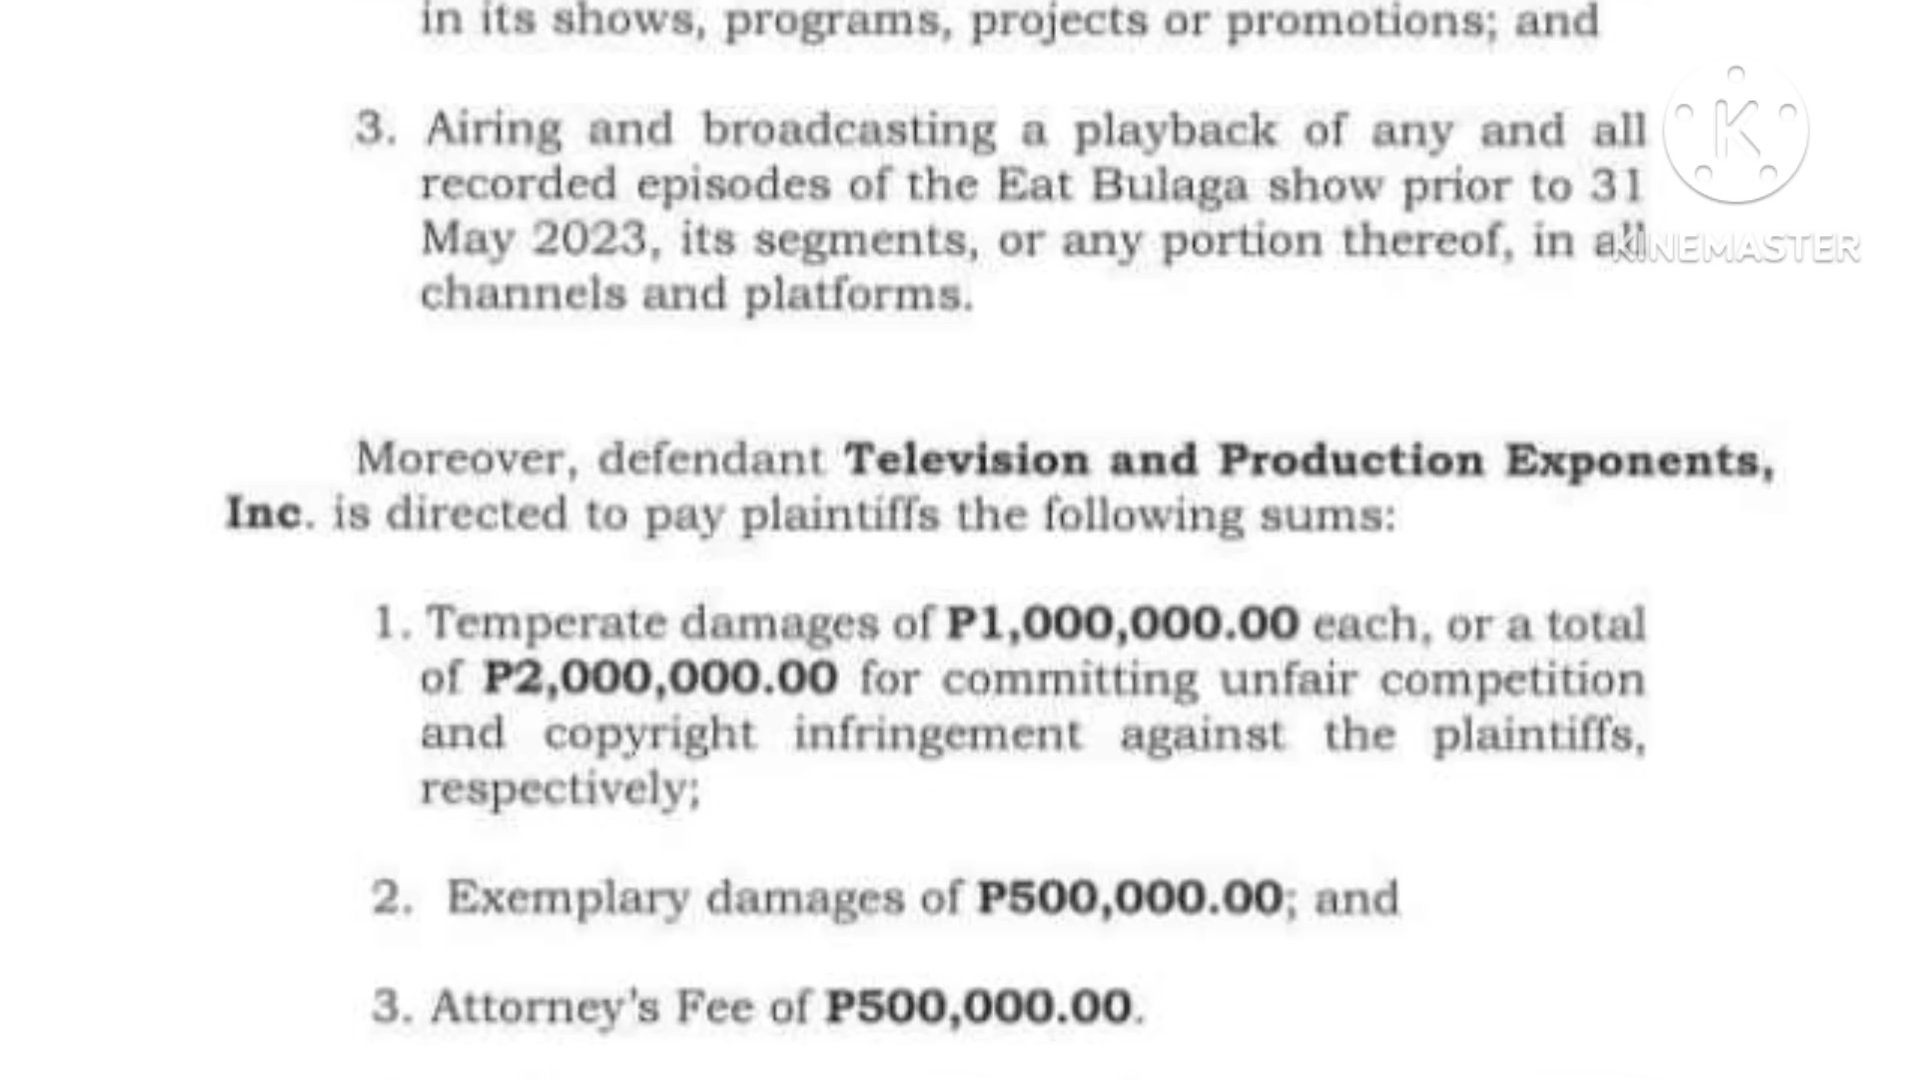 in its shows, programs, projects or promotions; and
3. Airing and broadcasting a playback of any and all
recorded episodes of the Eat Bulaga show prior to 31
May 2023, its segments, or any portion thereof, in all
channels and platforms.
K
KINEMASTER
Moreover, defendant Television and Production Exponents,
Inc. is directed to pay plaintiffs the following sums:
1. Temperate damages of P1,000,000.00 each, or a total
of P2,000,000.00 for committing unfair competition
and copyright infringement against the plaintiffs,
respectively;
2. Exemplary damages of P500,000.00; and
3. Attorney's Fee of P500,000.00.